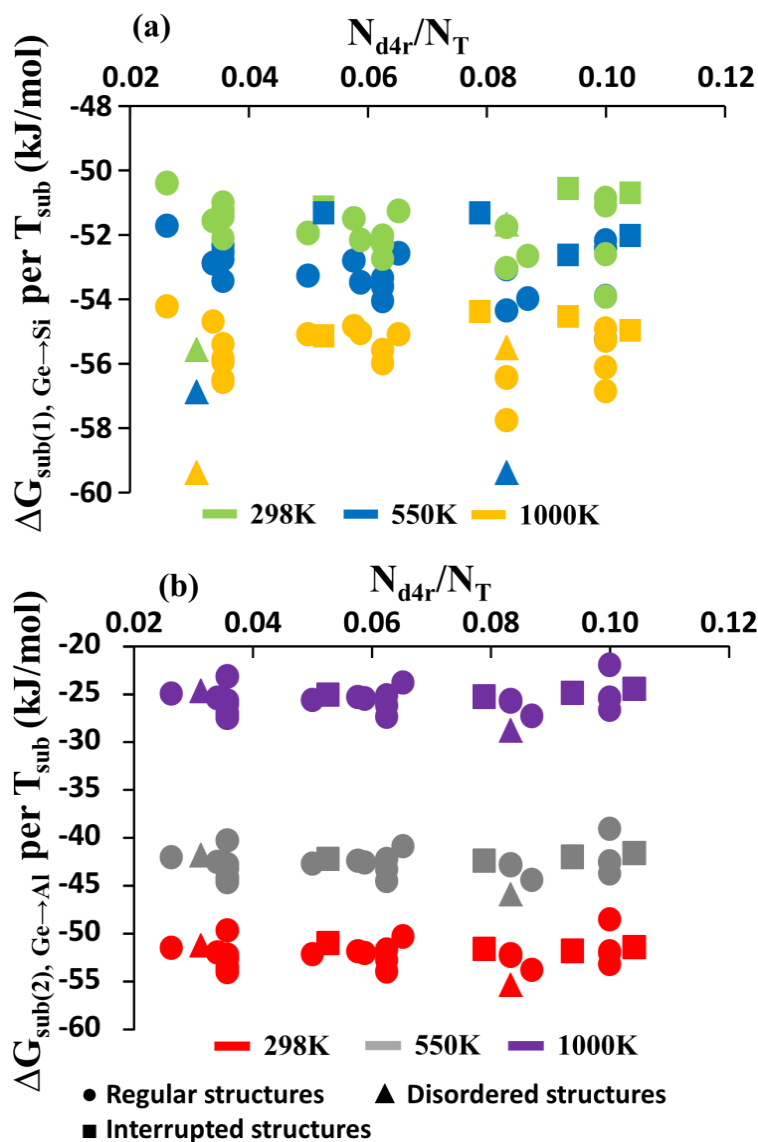 (a)
N_d4r/N_T
0.02 0.04 0.06 0.08 0.10 0.12
ΔG_sub(1), Ge→Si per T_sub (kJ/mol)
-48
-50
-52
-54
-56
-58
-60
298K 550K 1000K
(b)
N_d4r/N_T
0.02 0.04 0.06 0.08 0.10 0.12
ΔG_sub(2), Ge→Al per T_sub (kJ/mol)
-20
-25
-30
-35
-40
-45
-50
-55
-60
298K 550K 1000K
● Regular structures ▲ Disordered structures
■ Interrupted structures